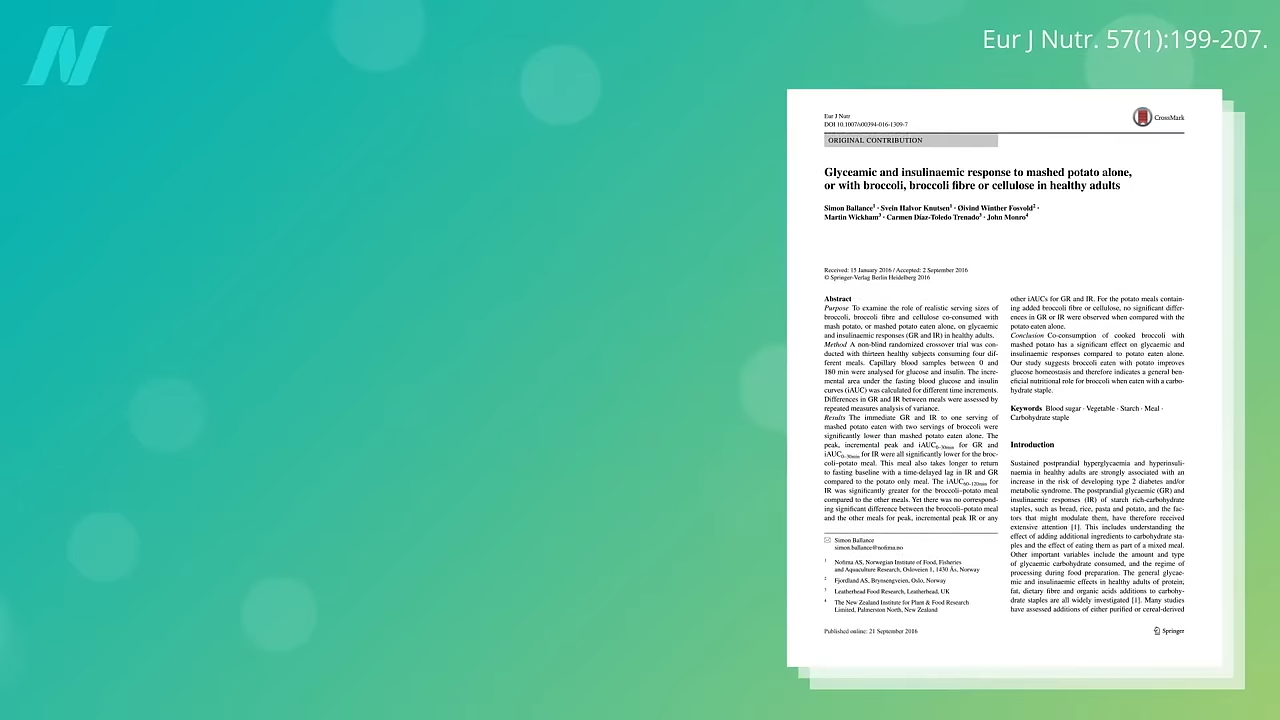 Eur J Nutr. 57(1):199-207.
Eur J Nutr
DOI 10.1007/s00394-016-1309-7
CrossMark
ORIGINAL CONTRIBUTION
Glyceamic and insulinaemic response to mashed potato alone,
or with broccoli, broccoli fibre or cellulose in healthy adults
Simon Ballance1 · Svein Halvor Knutsen1 · Øivind Winther Fosvold2 ·
Martin Wickham3 · Carmen Díaz-Toledo Trenado3 · John Monro4
Received: 15 January 2016 / Accepted: 2 September 2016
© Springer-Verlag Berlin Heidelberg 2016
Abstract
Purpose To examine the role of realistic serving sizes of
broccoli, broccoli fibre and cellulose co-consumed with
mash potato, or mashed potato eaten alone, on glycaemic
and insulinaemic responses (GR and IR) in healthy adults.
Method A non-blind randomized crossover trial was con-
ducted with thirteen healthy subjects consuming four dif-
ferent meals. Capillary blood samples between 0 and
180 min were analysed for glucose and insulin. The incre-
mental area under the fasting blood glucose and insulin
curves (iAUC) was calculated for different time increments.
Differences in GR and IR between meals were assessed by
repeated measures analysis of variance.
Results The immediate GR and IR to one serving of
mashed potato eaten with two servings of broccoli were
significantly lower than mashed potato eaten alone. The
peak, incremental peak and iAUC0–30min for GR and
iAUC0–30min for IR were all significantly lower for the broc-
coli–potato meal. This meal also takes longer to return
to fasting baseline with a time-delayed lag in IR and GR
compared to the potato only meal. The iAUC60–120min for
IR was significantly greater for the broccoli–potato meal
compared to the other meals. Yet there was no correspond-
ing significant difference between the broccoli–potato meal
and the other meals for peak, incremental peak IR or any
other iAUCs for GR and IR. For the potato meals contain-
ing added broccoli fibre or cellulose, no significant differ-
ences in GR or IR were observed when compared with the
potato eaten alone.
Conclusion Co-consumption of cooked broccoli with
mashed potato has a significant effect on glycaemic and
insulinaemic responses compared to potato eaten alone.
Our study suggests broccoli eaten with potato improves
glucose homeostasis and therefore indicates a general ben-
eficial nutritional role for broccoli when eaten with a carbo-
hydrate staple.
Keywords Blood sugar · Vegetable · Starch · Meal ·
Carbohydrate staple
Introduction
Sustained postprandial hyperglycaemia and hyperinsuli-
naemia in healthy adults are strongly associated with an
increase in the risk of developing type 2 diabetes and/or
metabolic syndrome. The postprandial glycaemic (GR) and
insulinaemic responses (IR) of starch rich-carbohydrate
staples, such as bread, rice, pasta and potato, and the fac-
tors that might modulate them, have therefore received
extensive attention [1]. This includes understanding the
effect of adding additional ingredients to carbohydrate sta-
ples and the effect of eating them as part of a mixed meal.
Other important variables include the amount and type
of glycaemic carbohydrate consumed, and the regime of
processing during food preparation. The general glycae-
mic and insulinaemic effects in healthy adults of protein,
fat, dietary fibre and organic acids additions to carbohy-
drate staples are all widely investigated [1]. Many studies
have assessed additions of either purified or cereal-derived
Simon Ballance
simon.ballance@nofima.no
1 Nofima AS, Norwegian Institute of Food, Fisheries
and Aquaculture Research, Osloveien 1, 1430 Ås, Norway
2 Fjordland AS, Brynsengveien, Oslo, Norway
3 Leatherhead Food Research, Leatherhead, UK
4 The New Zealand Institute for Plant & Food Research
Limited, Palmerston North, New Zealand
Published online: 21 September 2016
Springer